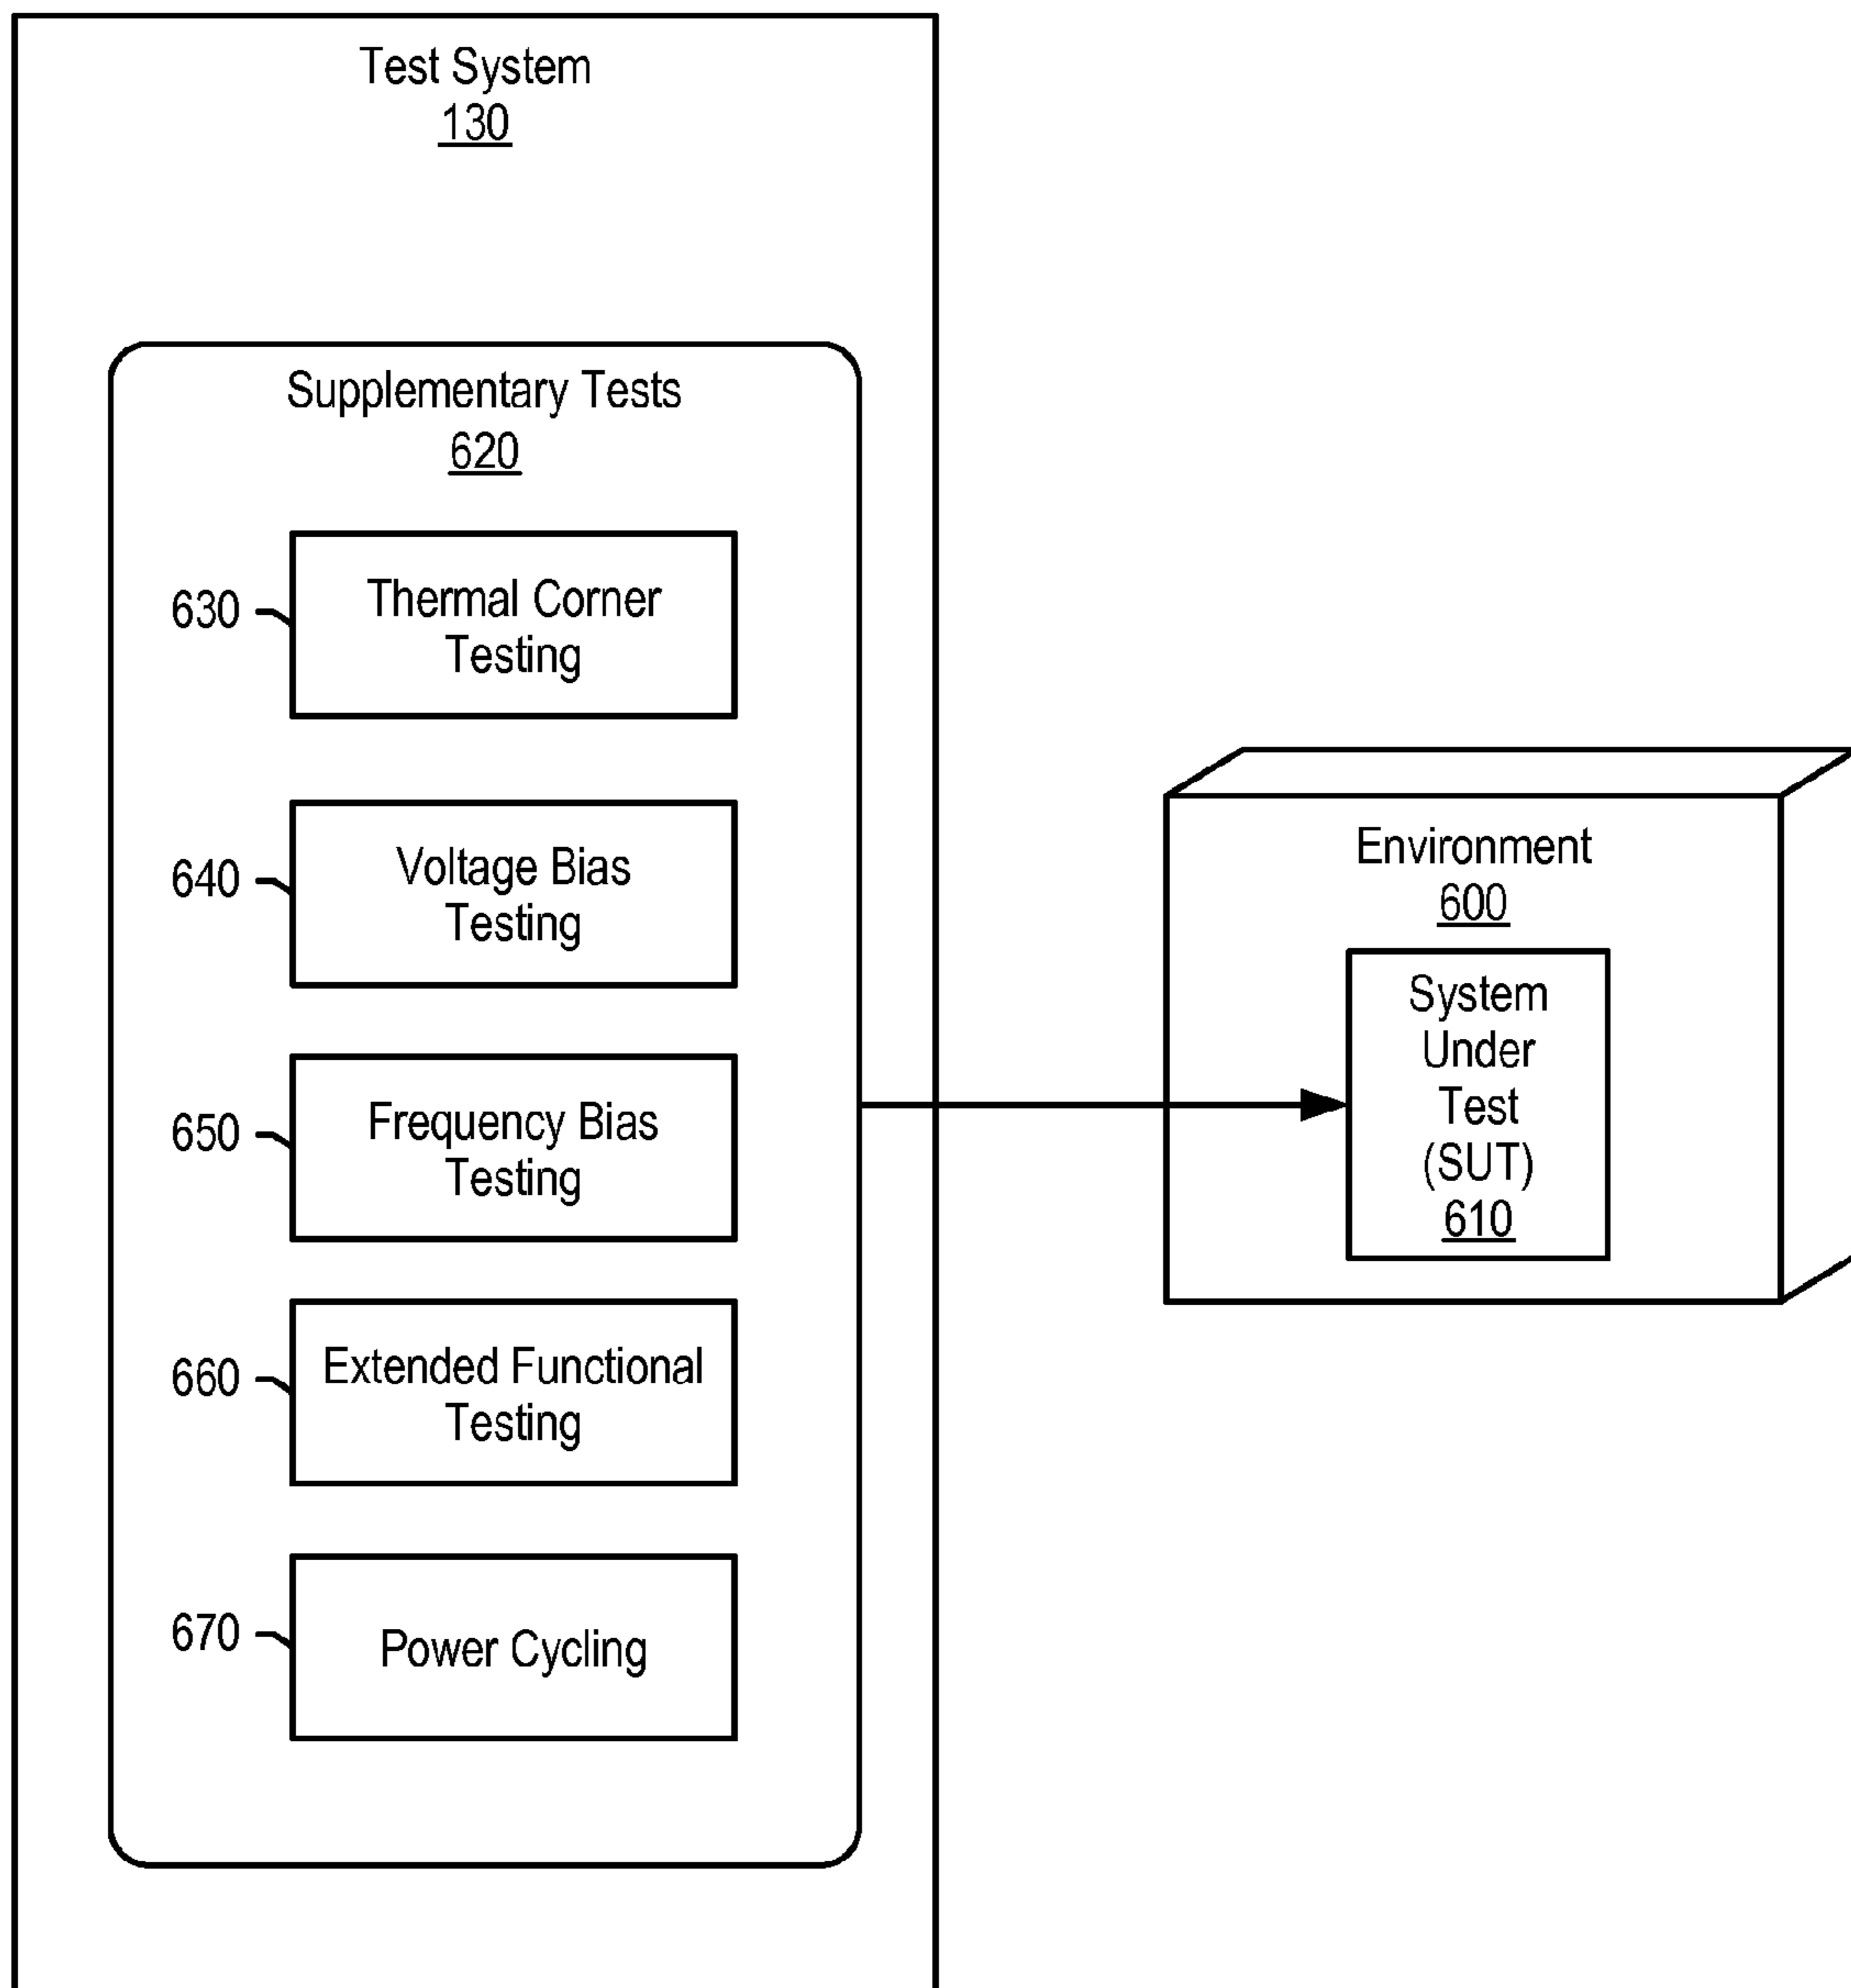 Test System
130
Supplementary Tests
620
630
Thermal Corner
Testing
640
Voltage Bias
Testing
650
Frequency Bias
Testing
660
Extended Functional
Testing
670
Power Cycling
Environment
600
System
Under
Test
(SUT)
610